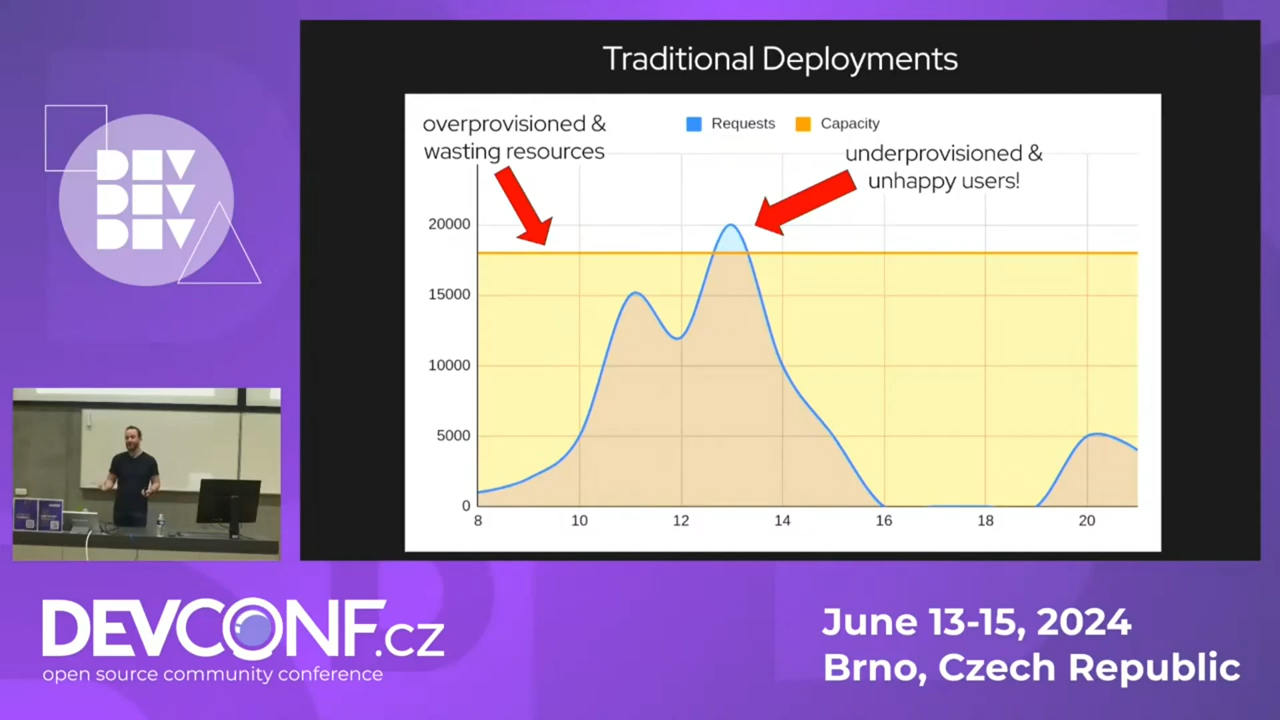 DEV
DEV
DEV
Traditional Deployments
overprovisioned &
wasting resources
Requests
Capacity
underprovisioned &
unhappy users!
20000
15000
10000
5000
0
8
10
12
14
16
18
20
DEVCONF.cz
open source community conference
June 13-15, 2024
Brno, Czech Republic